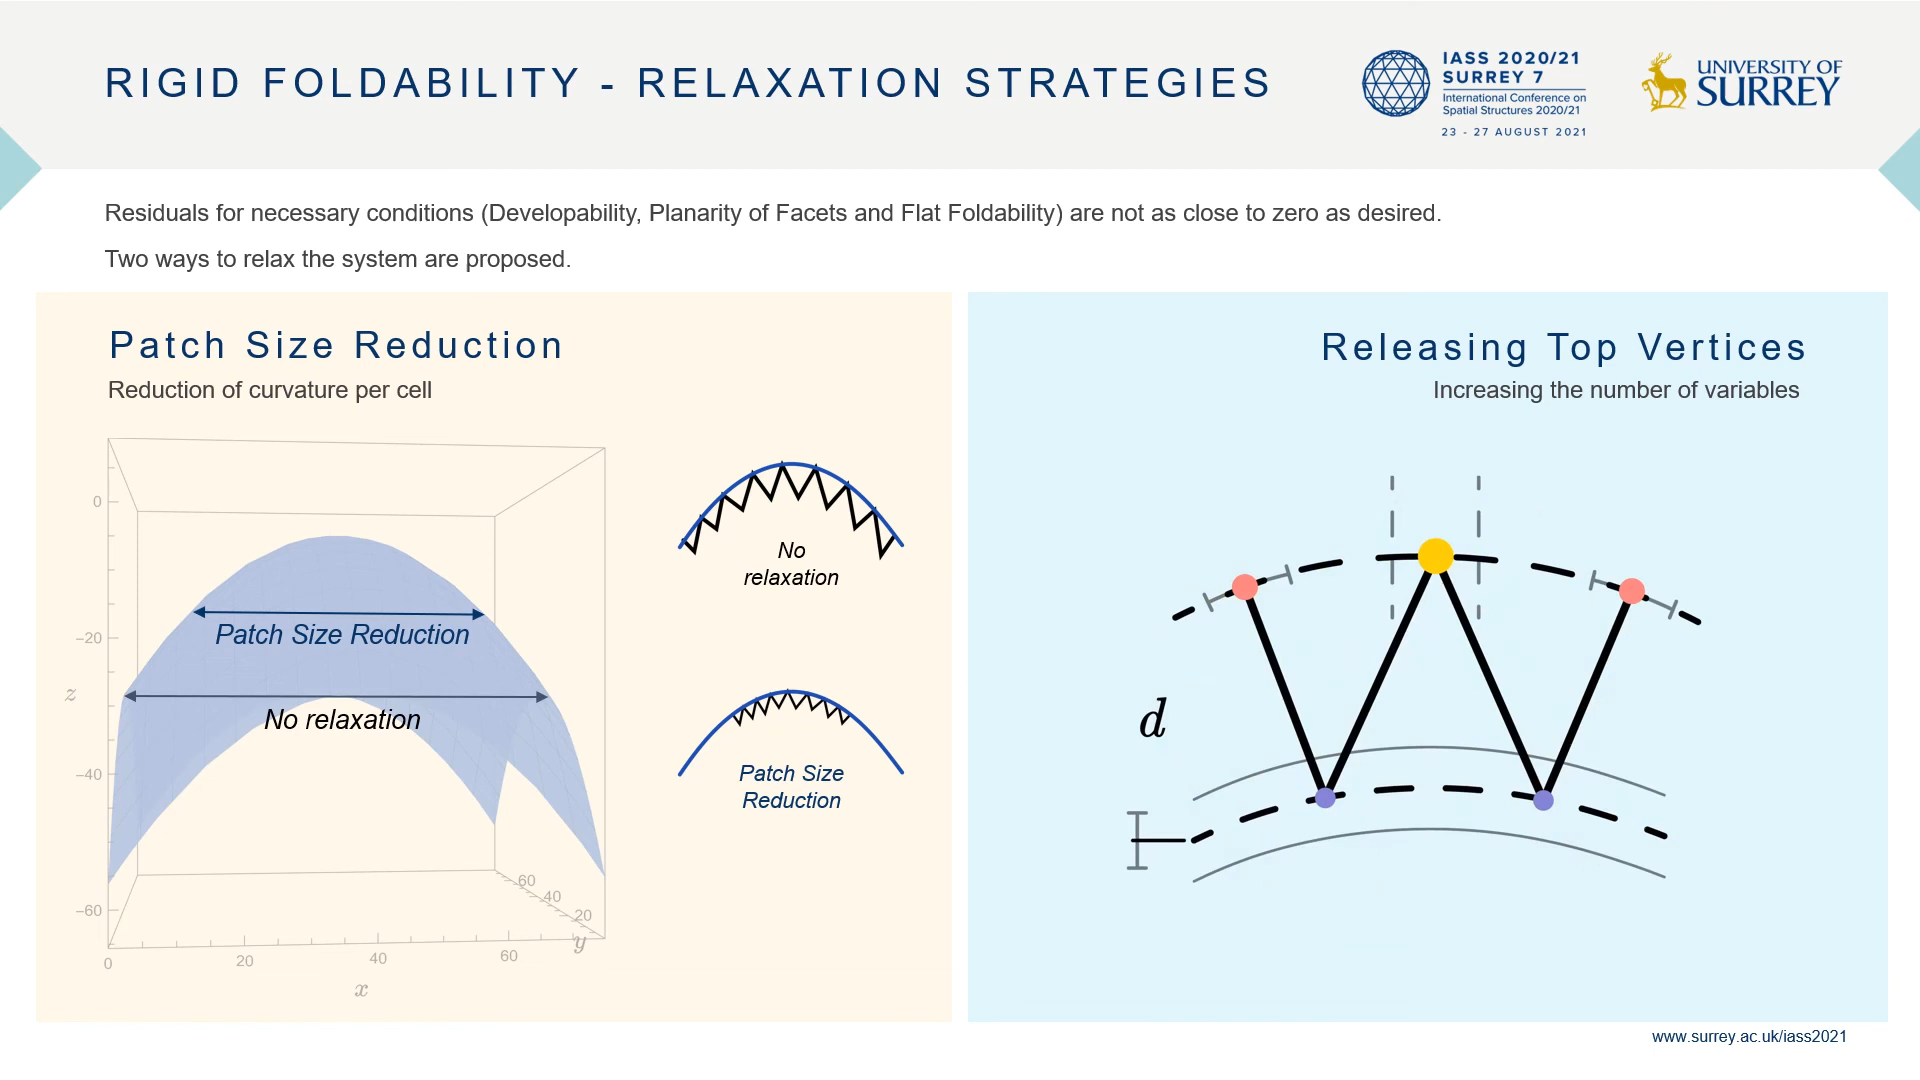 RIGID FOLDABILITY - RELAXATION STRATEGIES
IASS 2020/21
SURREY 7
International Conference on
Spatial Structures 2020/21
23 - 27 AUGUST 2021
UNIVERSITY OF
SURREY
Residuals for necessary conditions (Developability, Planarity of Facets and Flat Foldability) are not as close to zero as desired.
Two ways to relax the system are proposed.
Patch Size Reduction
Reduction of curvature per cell
0
−20
−40
−60
z
0
20
40
60
x
60
40
20
y
Patch Size Reduction
No relaxation
No
relaxation
Patch Size
Reduction
Releasing Top Vertices
Increasing the number of variables
d
www.surrey.ac.uk/iass2021